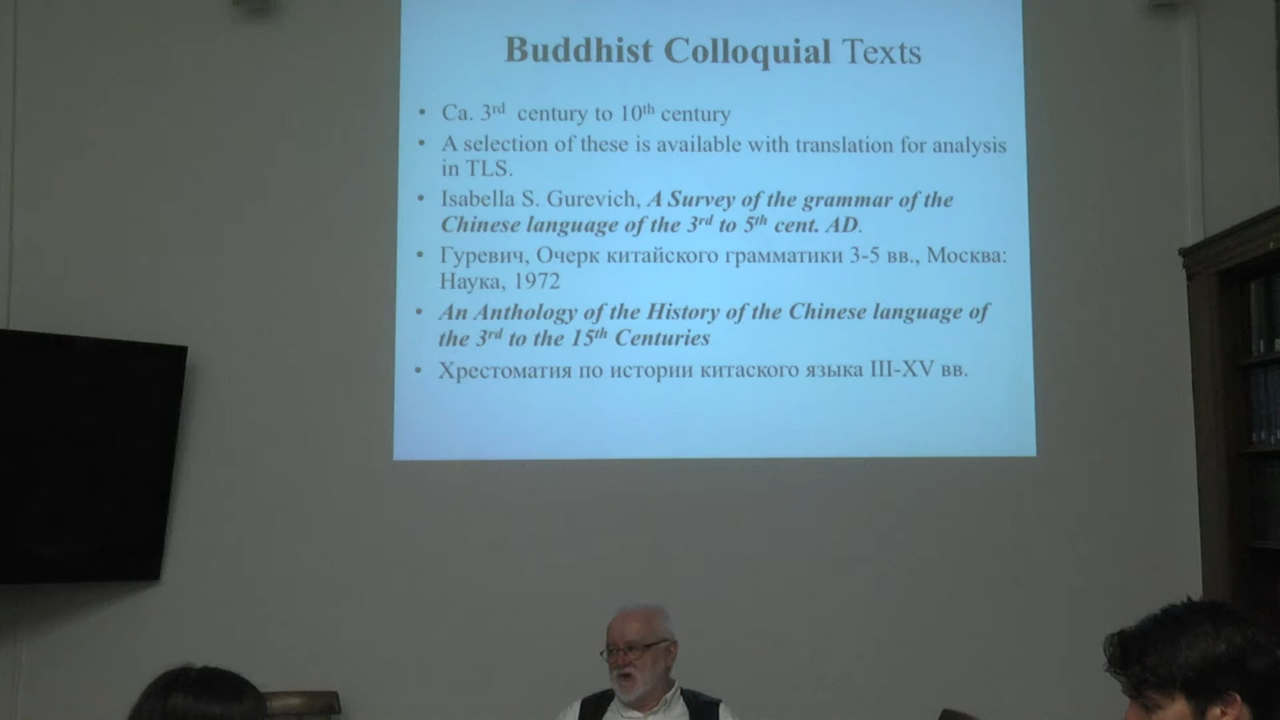 Buddhist Colloquial Texts
• Ca. 3rd century to 10th century
• A selection of these is available with translation for analysis
in TLS.
• Isabella S. Gurevich, A Survey of the grammar of the
Chinese language of the 3rd to 5th cent. AD.
• Гуревич, Очерк китайского грамматики 3-5 вв., Москва:
Наука, 1972
• An Anthology of the History of the Chinese language of
the 3rd to the 15th Centuries
• Хрестоматия по истории китаского языка III-XV вв.